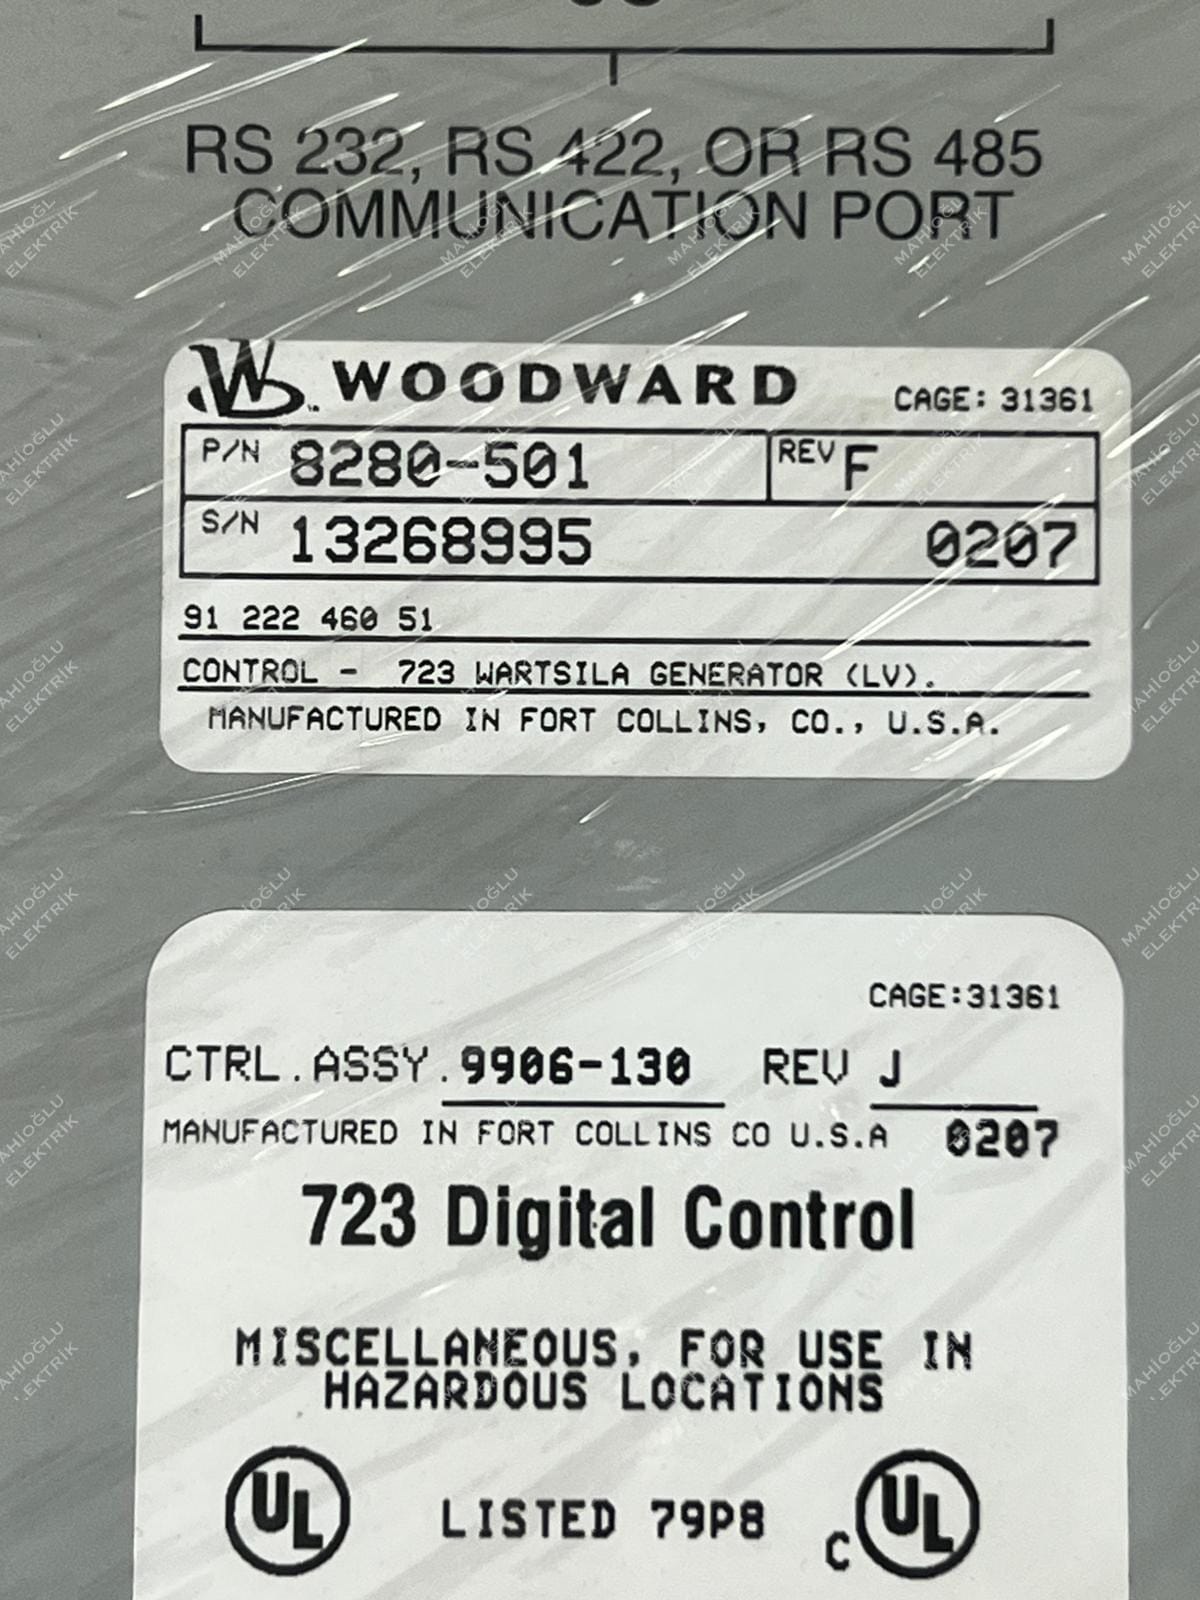 RS 232, RS 422, OR RS 485
COMMUNICATION PORT
WOODWARD CAGE: 31361
P/N 8280-501 REV F
S/N 13268995 0207
91 222 460 51
CONTROL - 723 WARTSILA GENERATOR (LV).
MANUFACTURED IN FORT COLLINS, CO., U.S.A.
CAGE:31361
CTRL.ASSY.9906-130 REV J
MANUFACTURED IN FORT COLLINS CO U.S.A 0207
723 Digital Control
MISCELLANEOUS, FOR USE IN
HAZARDOUS LOCATIONS
UL LISTED 79P8 C UL
MAHİOĞLU
ELEKTRİK